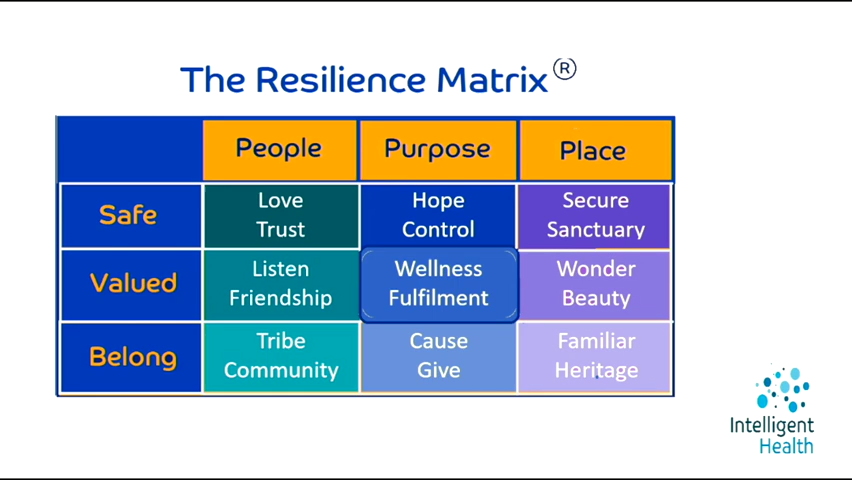 The Resilience Matrix ®
People Purpose Place
Safe
Love
Trust
Hope
Control
Secure
Sanctuary
Valued
Listen
Friendship
Wellness
Fulfilment
Wonder
Beauty
Belong
Tribe
Community
Cause
Give
Familiar
Heritage
Intelligent
Health